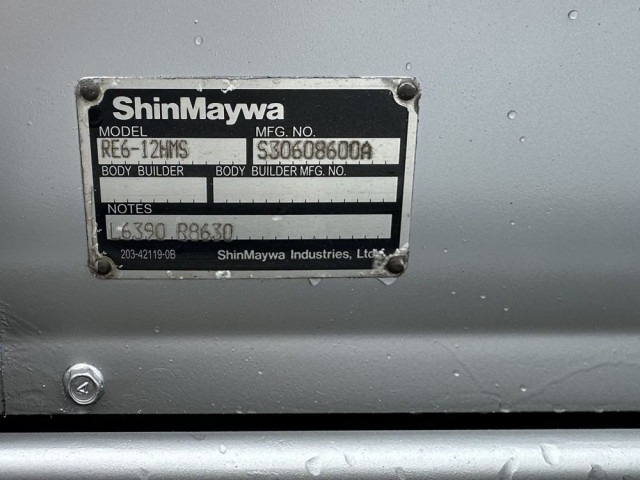 ShinMaywa
MODEL MFG. NO.
RE6-12HMS S30608600A
BODY BUILDER BODY BUILDER MFG. NO.
NOTES
L6390 R8630
203-42119-0B ShinMaywa Industries, Ltd.